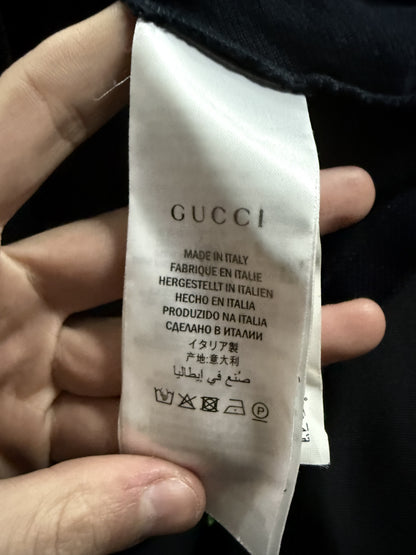 GUCCI
MADE IN ITALY
FABRIQUE EN ITALIE
HERGESTELLT IN ITALIEN
HECHO EN ITALIA
PRODUZIDO NA ITALIA
СДЕЛАНО В ИТАЛИИ
イタリア製
产地:意大利
صُنع في إيطاليا